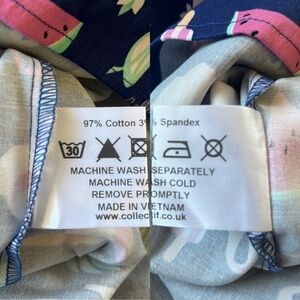 97% Cotton 3% Spandex
30
MACHINE WASH SEPARATELY
MACHINE WASH COLD
REMOVE PROMPTLY
MADE IN VIETNAM
www.collectif.co.uk